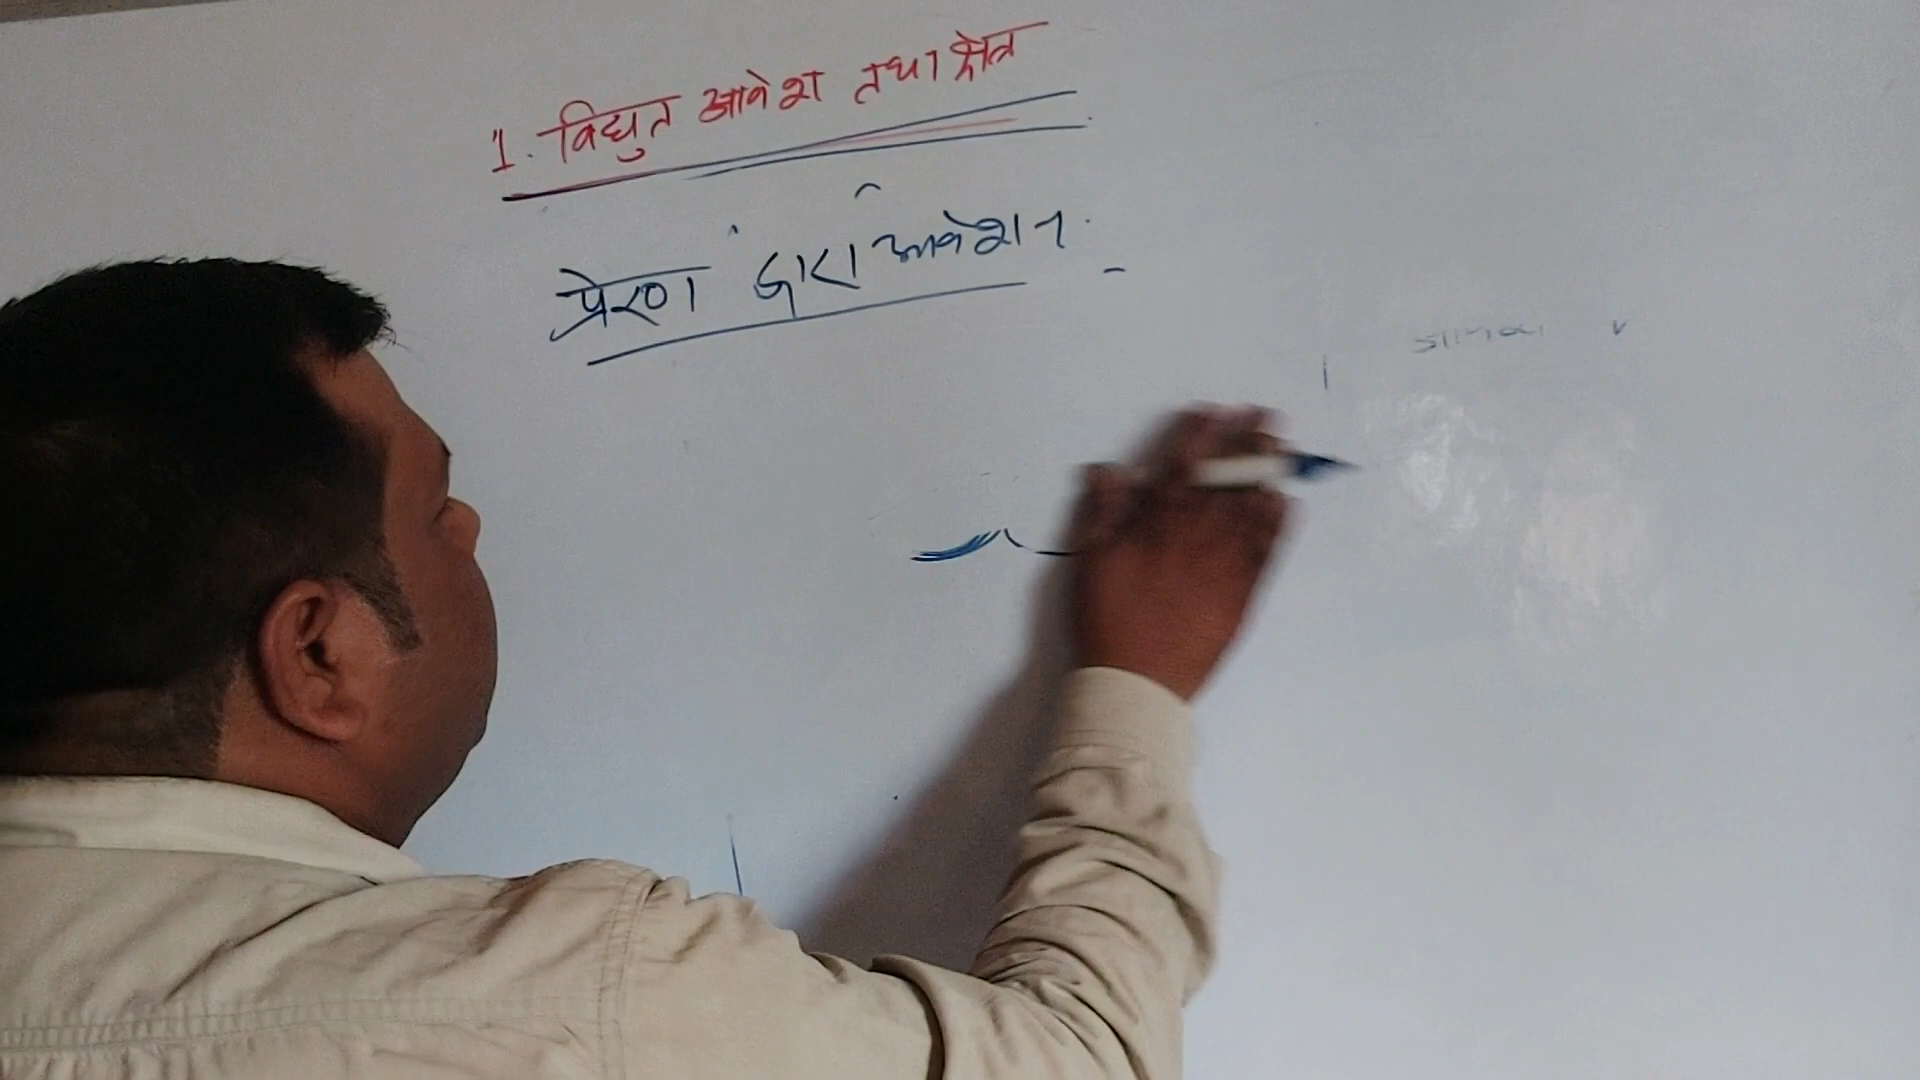 1. विद्युत आवेश तथा क्षेत्र
प्रेरण द्वारा आवेशन